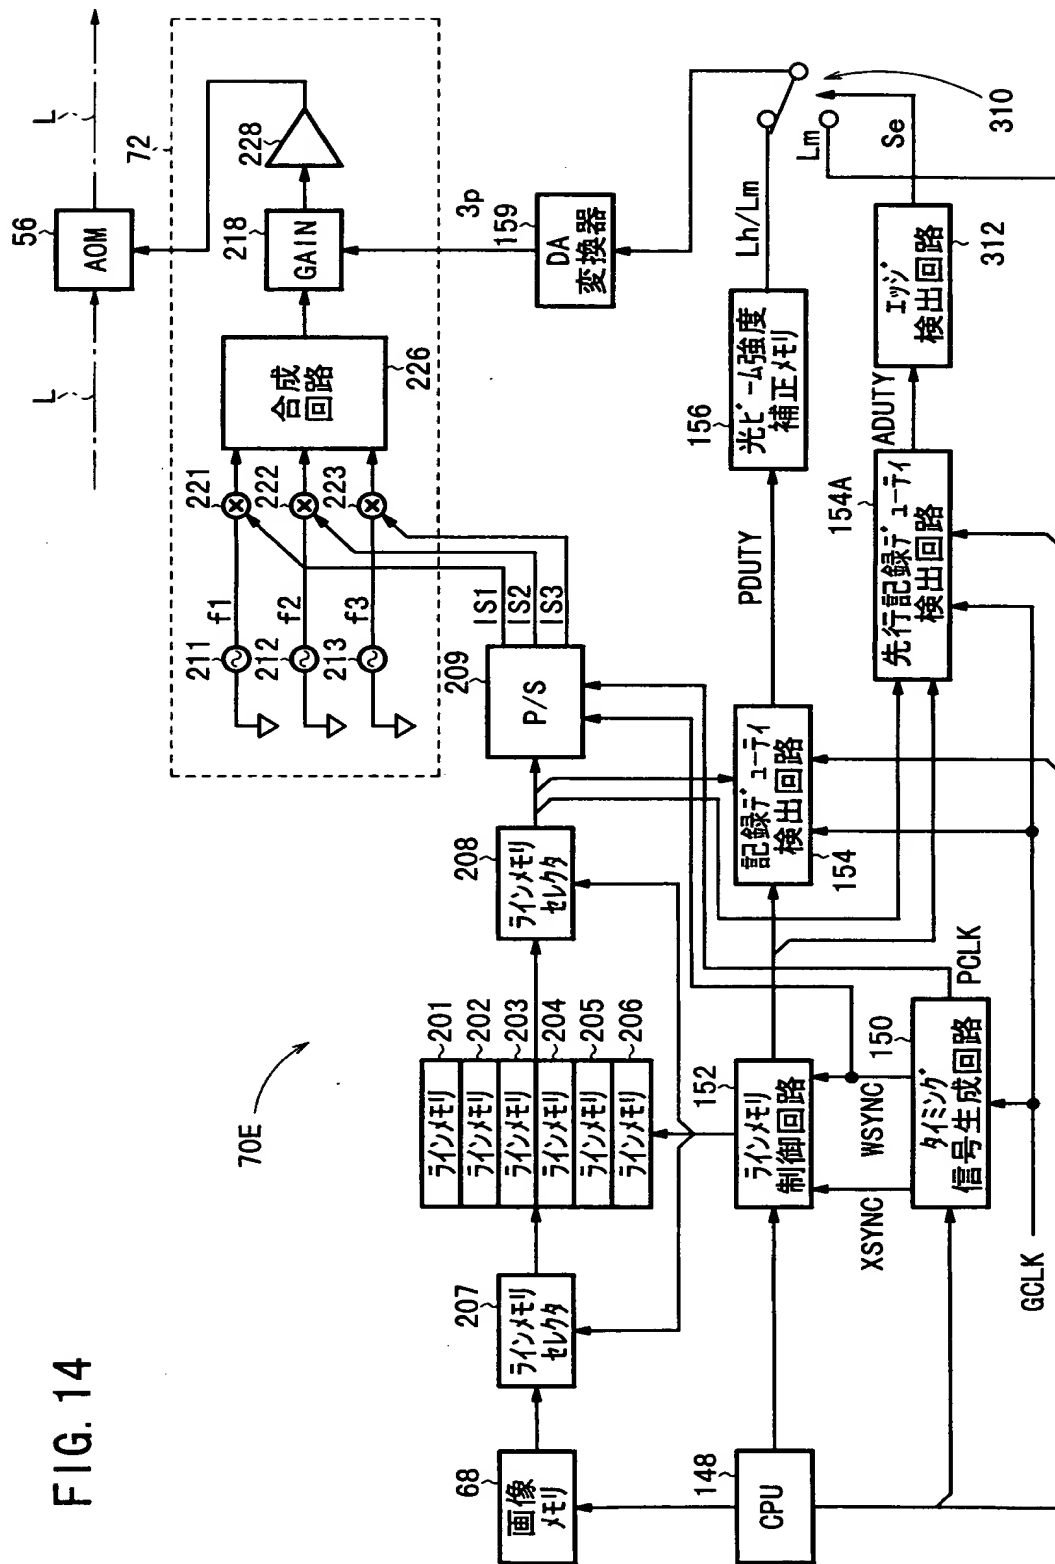 FIG. 14
70E
68
画像
メモリ
207
ラインメモリ
セレクタ
ラインメモリ
201
ラインメモリ
202
ラインメモリ
203
ラインメモリ
204
ラインメモリ
205
ラインメモリ
206
208
ラインメモリ
セレクタ
209
P/S
IS1
IS2
IS3
211
f1
221
212
f2
222
213
f3
223
合成
回路
226
218
GAIN
228
72
56
AOM
L
L
148
CPU
152
ラインメモリ
制御回路
XSYNC
WSYNC
150
タイミング
信号生成回路
PCLK
GCLK
記録デューティ
検出回路
154
PDUTY
156
光ビーム強度
補正メモリ
Lh/Lm
159
DA
変換器
3p
154A
先行記録デューティ
検出回路
ADUTY
エッジ
検出回路
312
Se
Lm
310